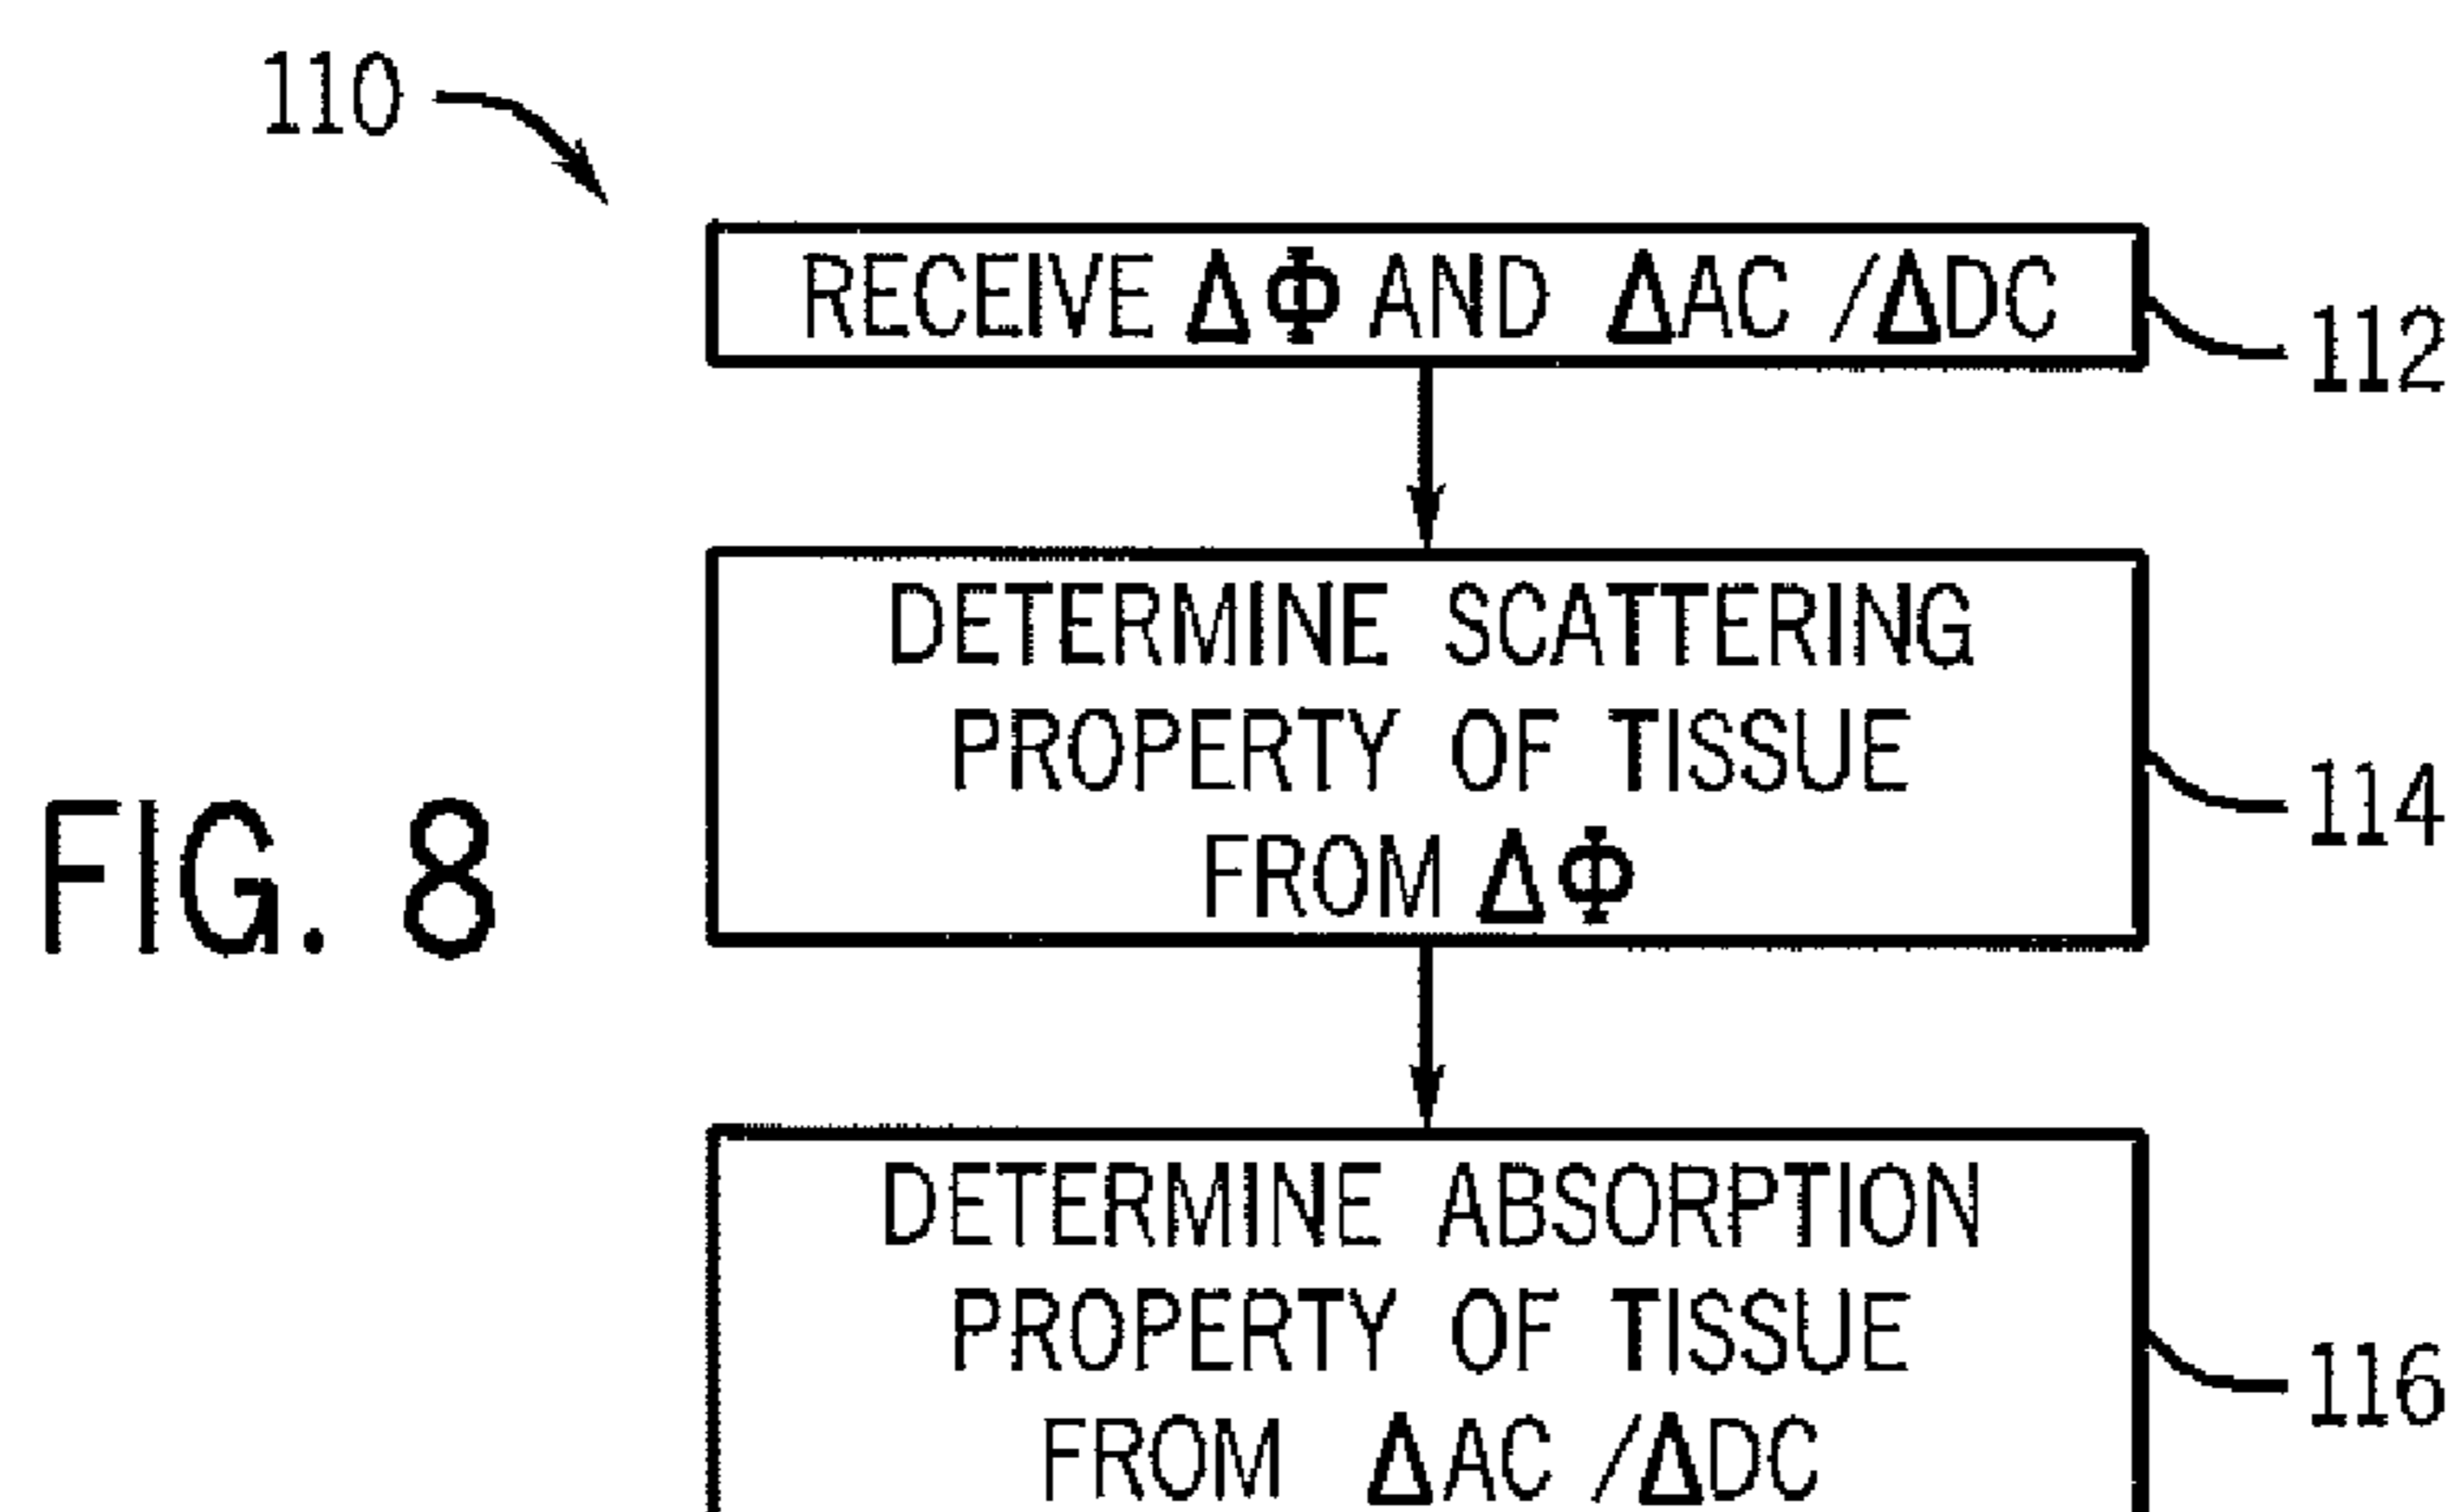 110
RECEIVE ΔΦ AND ΔAC /ΔDC
112
DETERMINE SCATTERING
PROPERTY OF TISSUE
FROM ΔΦ
114
FIG. 8
DETERMINE ABSORPTION
PROPERTY OF TISSUE
FROM ΔAC /ΔDC
116